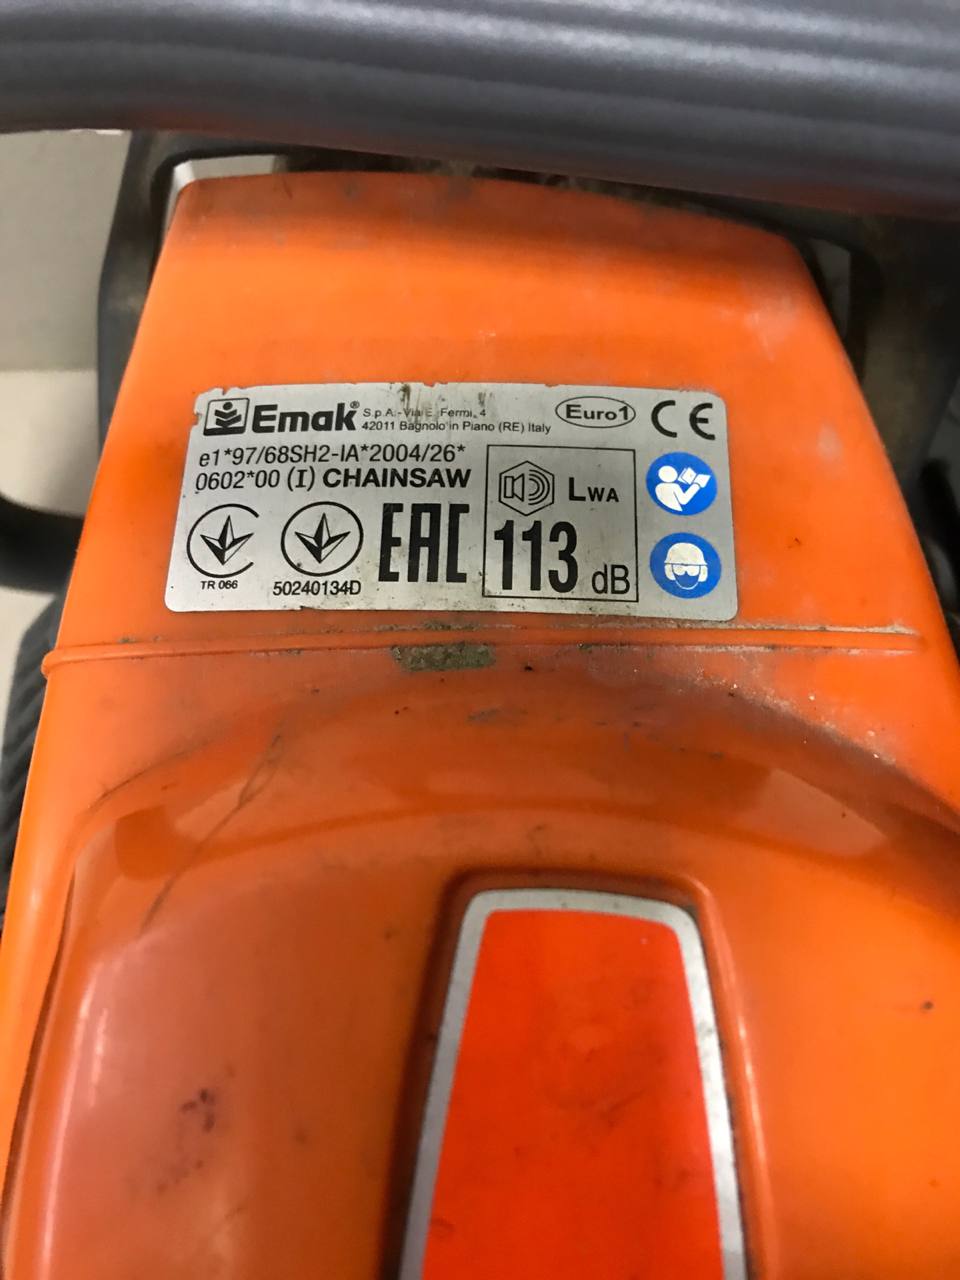 Emak® S.p.A.-Via E. Fermi, 4
42011 Bagnolo in Piano (RE) Italy
Euro1
CE
e1*97/68SH2-IA*2004/26*
0602*00 (I) CHAINSAW
TR 066
50240134D
EAC
LWA
113 dB